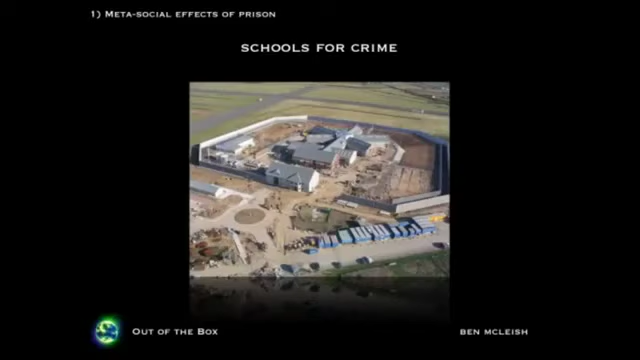 1) Meta-social effects of prison
SCHOOLS FOR CRIME
Out of the Box
BEN MCLEISH